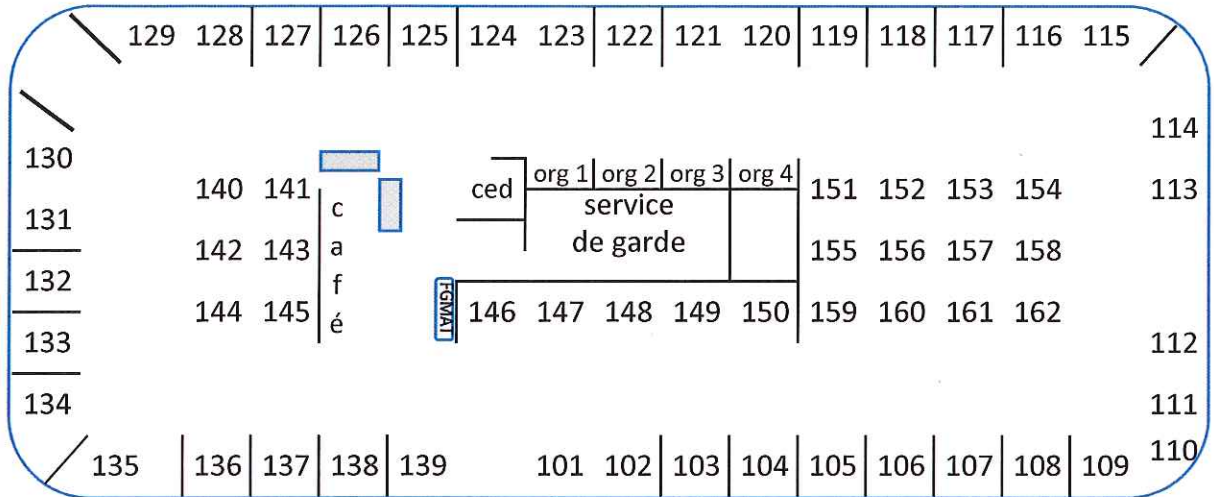 129 128 127 126 125 124 123 122 121 120 119 118 117 116 115
114
130
org 1 org 2 org 3 org 4
140 141 ced 151 152 153 154 113
c
service
131
142 143 a de garde 155 156 157 158
132 f
FGMAT
144 145 é 146 147 148 149 150 159 160 161 162
133 112
134 111
110
135 136 137 138 139 101 102 103 104 105 106 107 108 109